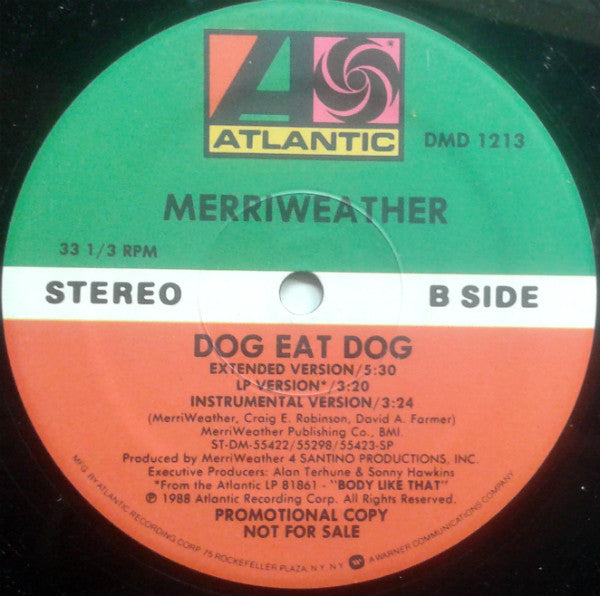 ATLANTIC
DMD 1213
MERRIWEATHER
33 1/3 RPM
STEREO
B SIDE
DOG EAT DOG
EXTENDED VERSION/5:30
LP VERSION*/3:20
INSTRUMENTAL VERSION/3:24
(MerriWeather, Craig E. Robinson, David A. Farmer)
MerriWeather Publishing Co., BMI.
ST-DM-55422/55298/55423-SP
Produced by MerriWeather 4 SANTINO PRODUCTIONS, INC.
Executive Producers: Alan Terhune & Sonny Hawkins
*From the Atlantic LP 81861 - "BODY LIKE THAT"
℗ 1988 Atlantic Recording Corp. All Rights Reserved.
PROMOTIONAL COPY
NOT FOR SALE
MFG. BY ATLANTIC RECORDING CORP. 75 ROCKEFELLER PLAZA, N.Y. N.Y. A WARNER COMMUNICATIONS COMPANY